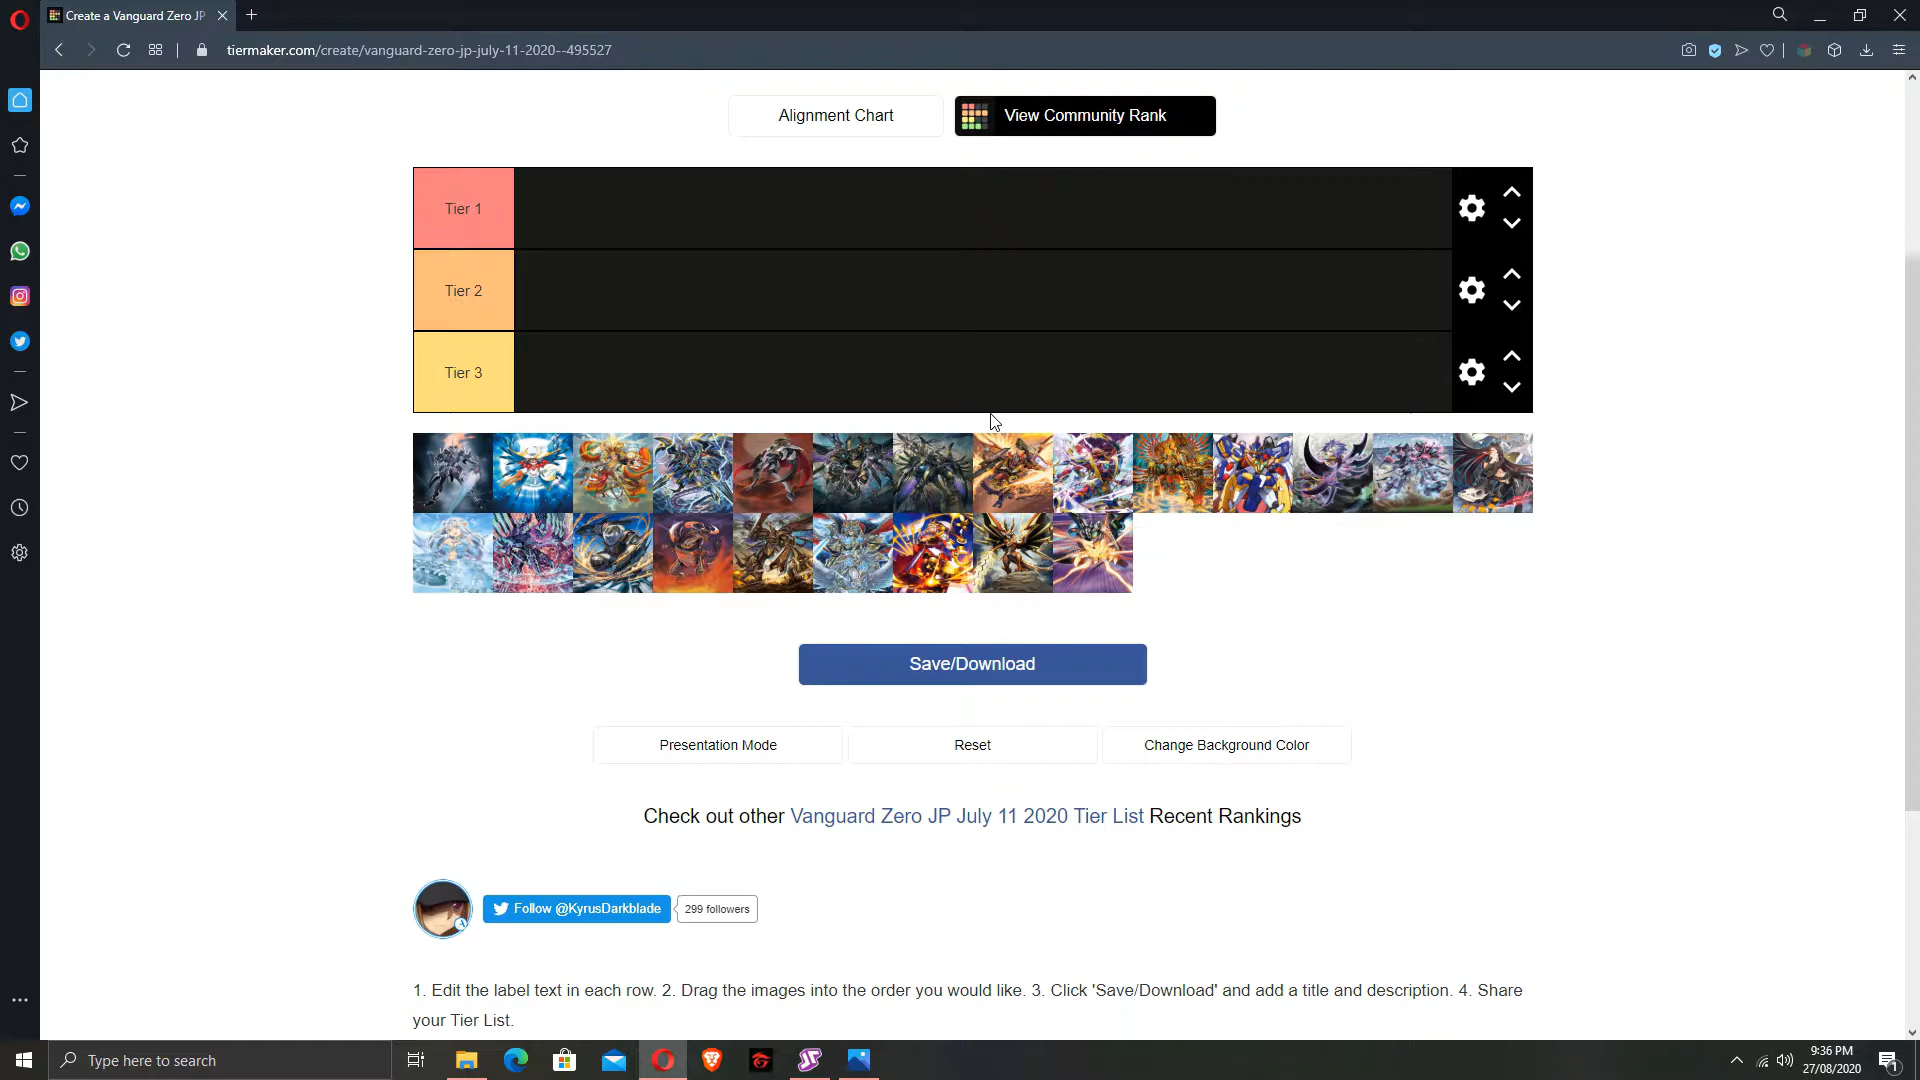 Create a Vanguard Zero JP
tiermaker.com/create/vanguard-zero-jp-july-11-2020--495527
Alignment Chart
View Community Rank
Tier 1
Tier 2
Tier 3
Save/Download
Presentation Mode
Reset
Change Background Color
Check out other Vanguard Zero JP July 11 2020 Tier List Recent Rankings
Follow @KyrusDarkblade
299 followers
1. Edit the label text in each row. 2. Drag the images into the order you would like. 3. Click 'Save/Download' and add a title and description. 4. Share
your Tier List.
Type here to search
9:36 PM
27/08/2020
1